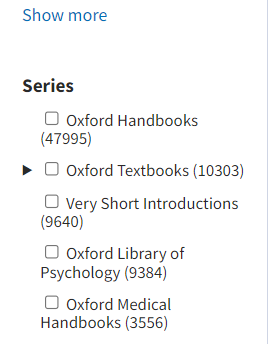 Show more
Series
Oxford Handbooks
(47995)
Oxford Textbooks (10303)
Very Short Introductions
(9640)
Oxford Library of
Psychology (9384)
Oxford Medical
Handbooks (3556)